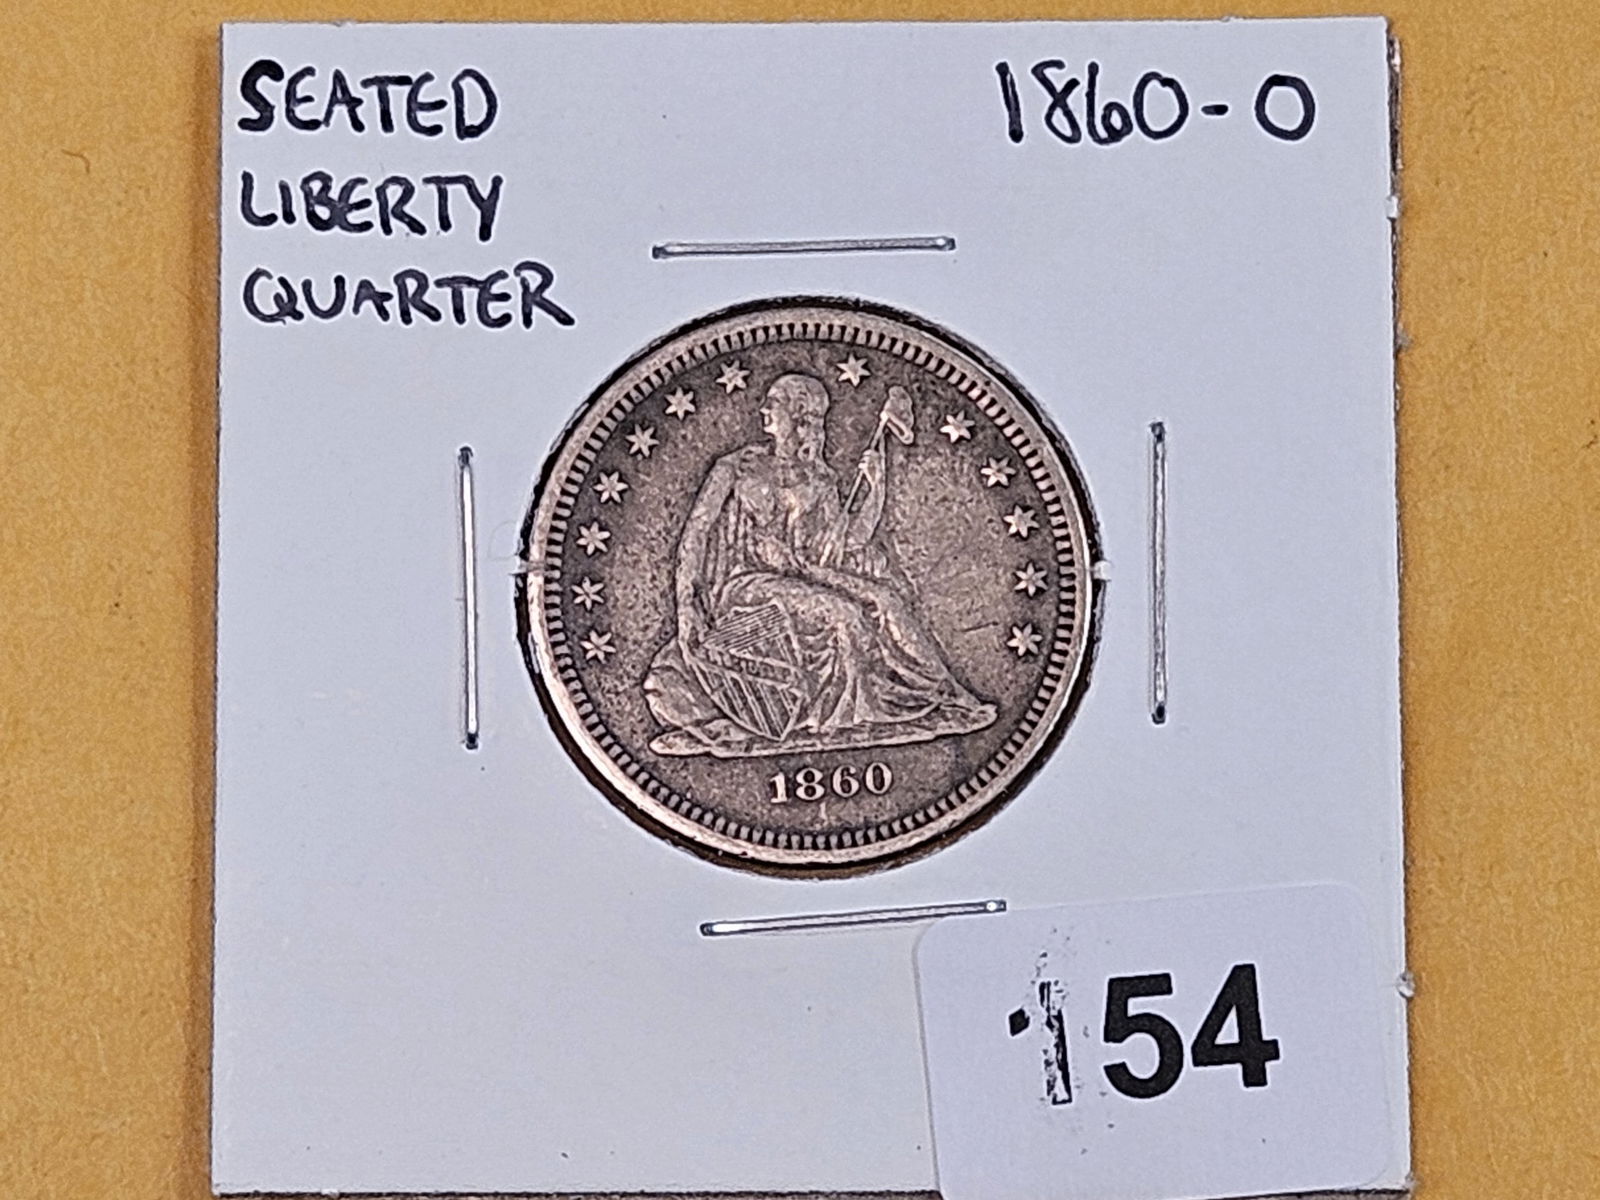 SEATED
LIBERTY
QUARTER
1860-O
1860
154